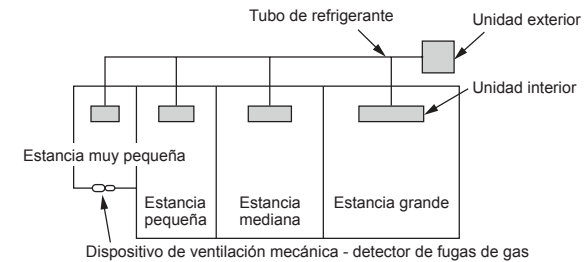 Tubo de refrigerante
Unidad exterior
Unidad interior
Estancia muy pequeña
Estancia
pequeña
Estancia
mediana
Estancia grande
Dispositivo de ventilación mecánica - detector de fugas de gas